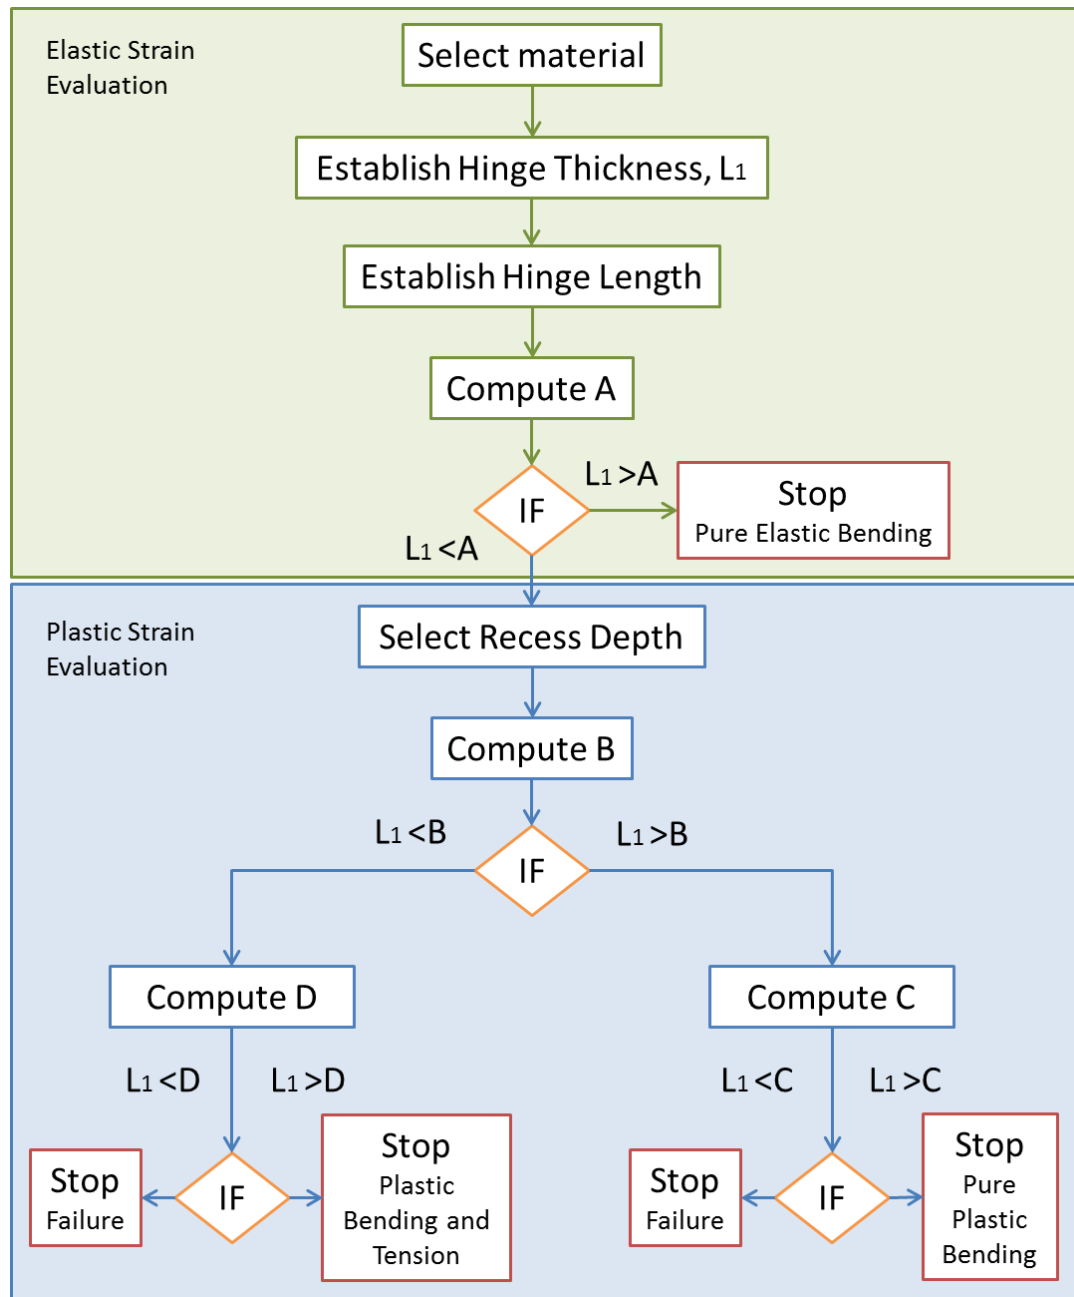 Elastic Strain
Evaluation
Select material
Establish Hinge Thickness, L1
Establish Hinge Length
Compute A
IF
L1 >A
Stop
Pure Elastic Bending
L1 <A
Plastic Strain
Evaluation
Select Recess Depth
Compute B
L1 <B
IF
L1 >B
Compute D
Compute C
L1 <D
L1 >D
L1 <C
L1 >C
Stop
Failure
IF
Stop
Plastic
Bending and
Tension
Stop
Failure
IF
Stop
Pure
Plastic
Bending